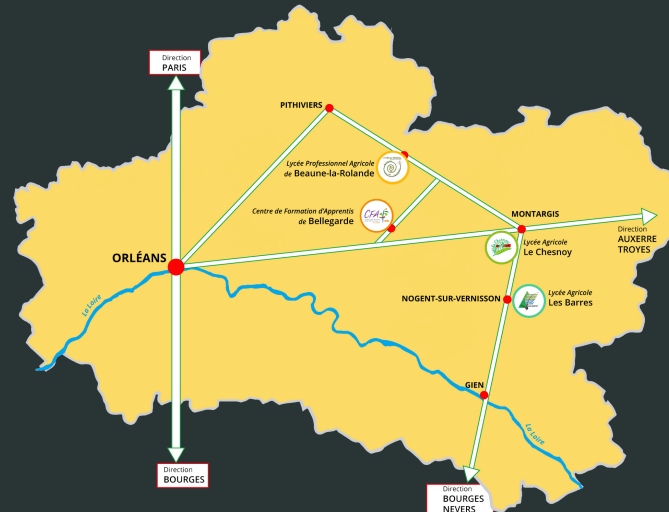 Direction
PARIS
PITHIVIERS
Lycée Professionnel Agricole
de Beaune-la-Rolande
Centre de Formation d'Apprentis
de Bellegarde
CFA
MONTARGIS
Direction
AUXERRE
TROYES
Lycée Agricole
Le Chesnoy
ORLÉANS
Lycée Agricole
Les Barres
NOGENT-SUR-VERNISSON
La Loire
GIEN
La Loire
Direction
BOURGES
Direction
BOURGES
NEVERS